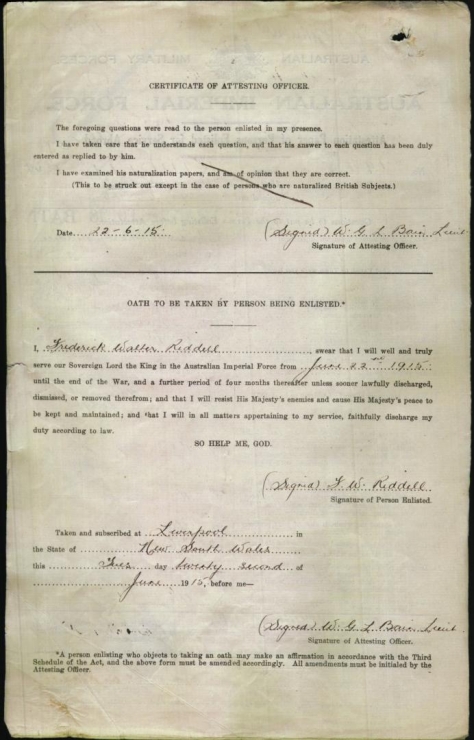 CERTIFICATE OF ATTESTING OFFICER.
The foregoing questions were read to the person enlisted in my presence.
I have taken care that he understands each question, and that his answer to each question has been duly
entered as replied to by him.
I have examined his naturalisation papers, and am of opinion that they are correct.
(This to be struck out except in the case of persons who are naturalized British Subjects.)
Date 22-6-15. (Signed) W. G. L Bain Lieut
Signature of Attesting Officer.
OATH TO BE TAKEN BY PERSON BEING ENLISTED.*
I, Frederick Walter Riddell, swear that I will well and truly
serve our Sovereign Lord the King in the Australian Imperial Force from June 22nd 1915
until the end of the War, and a further period of four months thereafter unless sooner lawfully discharged,
dismissed, or removed therefrom; and that I will resist His Majesty's enemies and cause His Majesty's peace to
be kept and maintained; and that I will in all matters appertaining to my service, faithfully discharge my
duty according to law.
SO HELP ME, GOD.
(Signed) F. W. Riddell
Signature of Person Enlisted.
Taken and subscribed at Liverpool in
the State of New South Wales
this day twenty second of
June 1915, before me—
(Signed) W. G L Bain Lieut
Signature of Attesting Officer.
*A person enlisting who objects to taking an oath may make an affirmation in accordance with the Third
Schedule of the Act, and the above form must be amended accordingly. All amendments must be initialed by the
Attesting Officer.